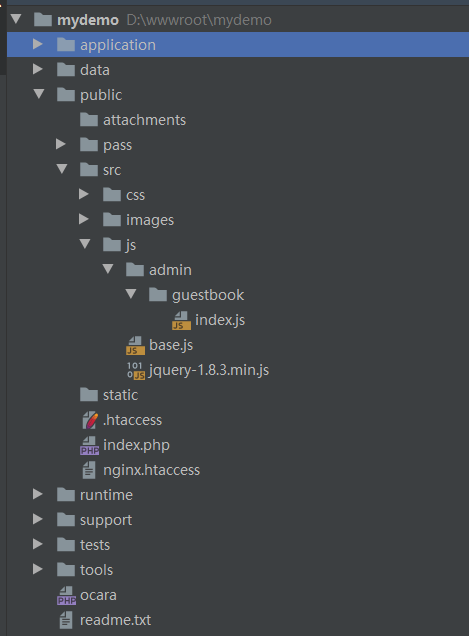 mydemo D:\wwwroot\mydemo
application
data
public
attachments
pass
src
css
images
js
admin
guestbook
JS index.js
JS base.js
101 0JS jquery-1.8.3.min.js
static
.htaccess
PHP index.php
nginx.htaccess
runtime
support
tests
tools
PHP ocara
readme.txt